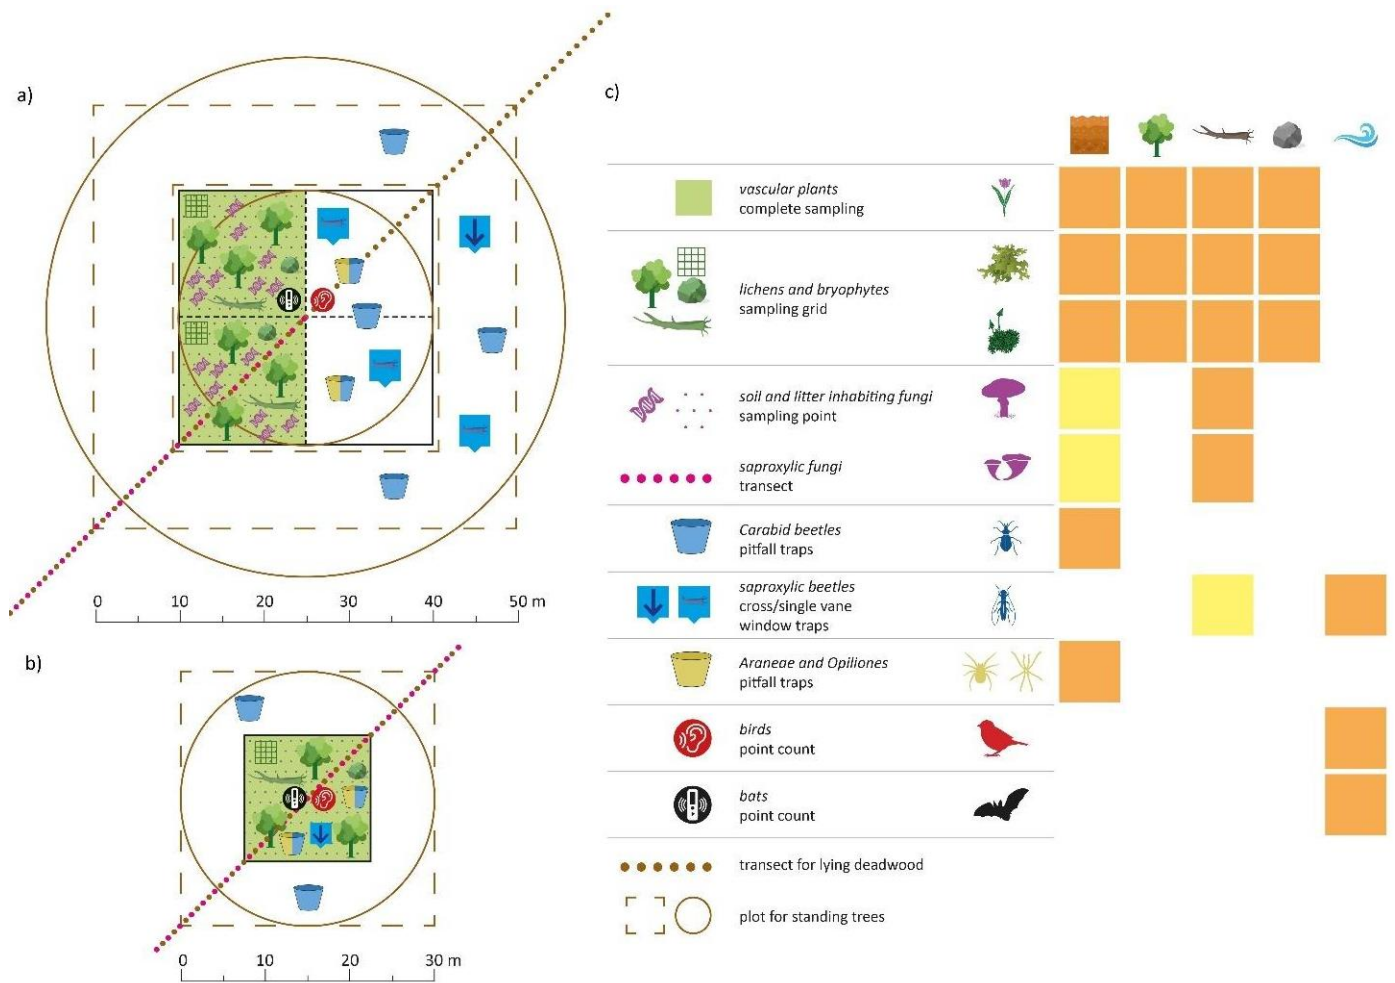 a)
0 10 20 30 40 50 m
b)
0 10 20 30 m
c)
vascular plants
complete sampling
lichens and bryophytes
sampling grid
soil and litter inhabiting fungi
sampling point
saproxylic fungi
transect
Carabid beetles
pitfall traps
saproxylic beetles
cross/single vane
window traps
Araneae and Opiliones
pitfall traps
birds
point count
bats
point count
transect for lying deadwood
plot for standing trees